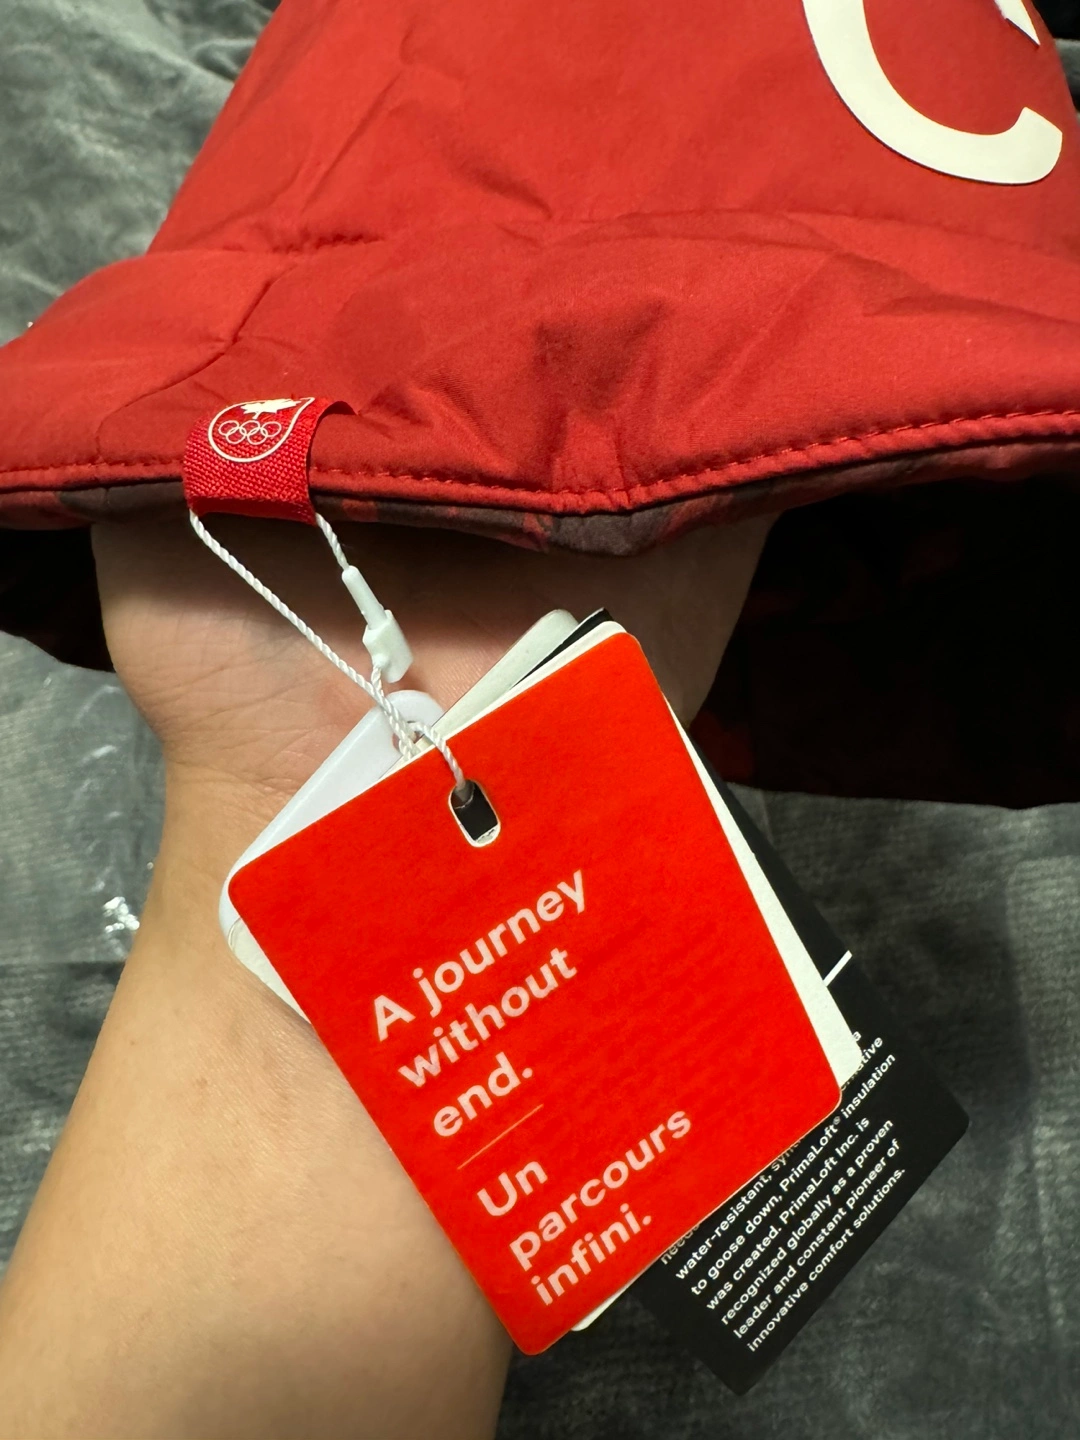 C
A journey
without
end.
Un
parcours
infini.
water-resistant,
to goose down, PrimaLoft® insulation
was created. PrimaLoft Inc. is
recognized globally as a proven
leader and constant pioneer of
innovative comfort solutions.